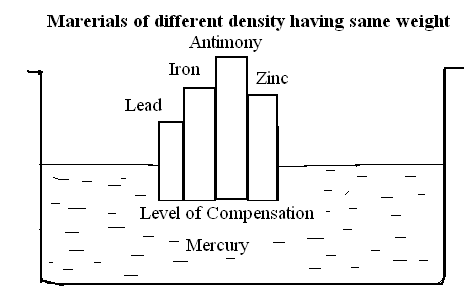 Marerials of different density having same weight
Antimony
Iron
Zinc
Lead
Level of Compensation
Mercury